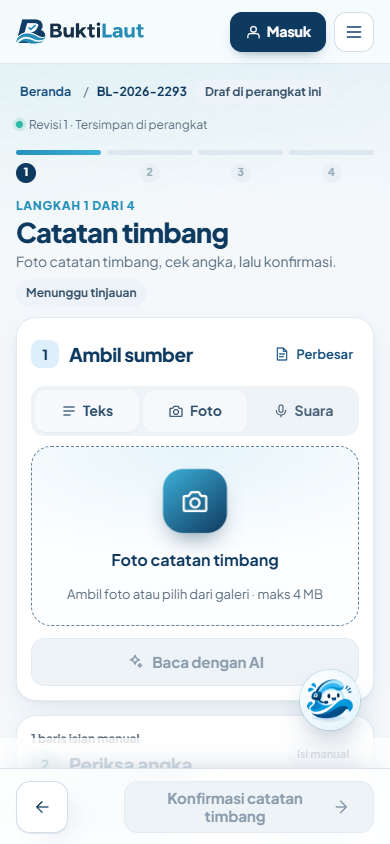 BuktiLaut
Masuk
Beranda / BL-2026-2293 Draf di perangkat ini
Revisi 1 · Tersimpan di perangkat
1 2 3 4
LANGKAH 1 DARI 4
Catatan timbang
Foto catatan timbang, cek angka, lalu konfirmasi.
Menunggu tinjauan
1 Ambil sumber Perbesar
Teks Foto Suara
Foto catatan timbang
Ambil foto atau pilih dari galeri · maks 4 MB
Baca dengan AI
1 baris isian manual
Isi manual
2 Periksa angka
Konfirmasi catatan
timbang